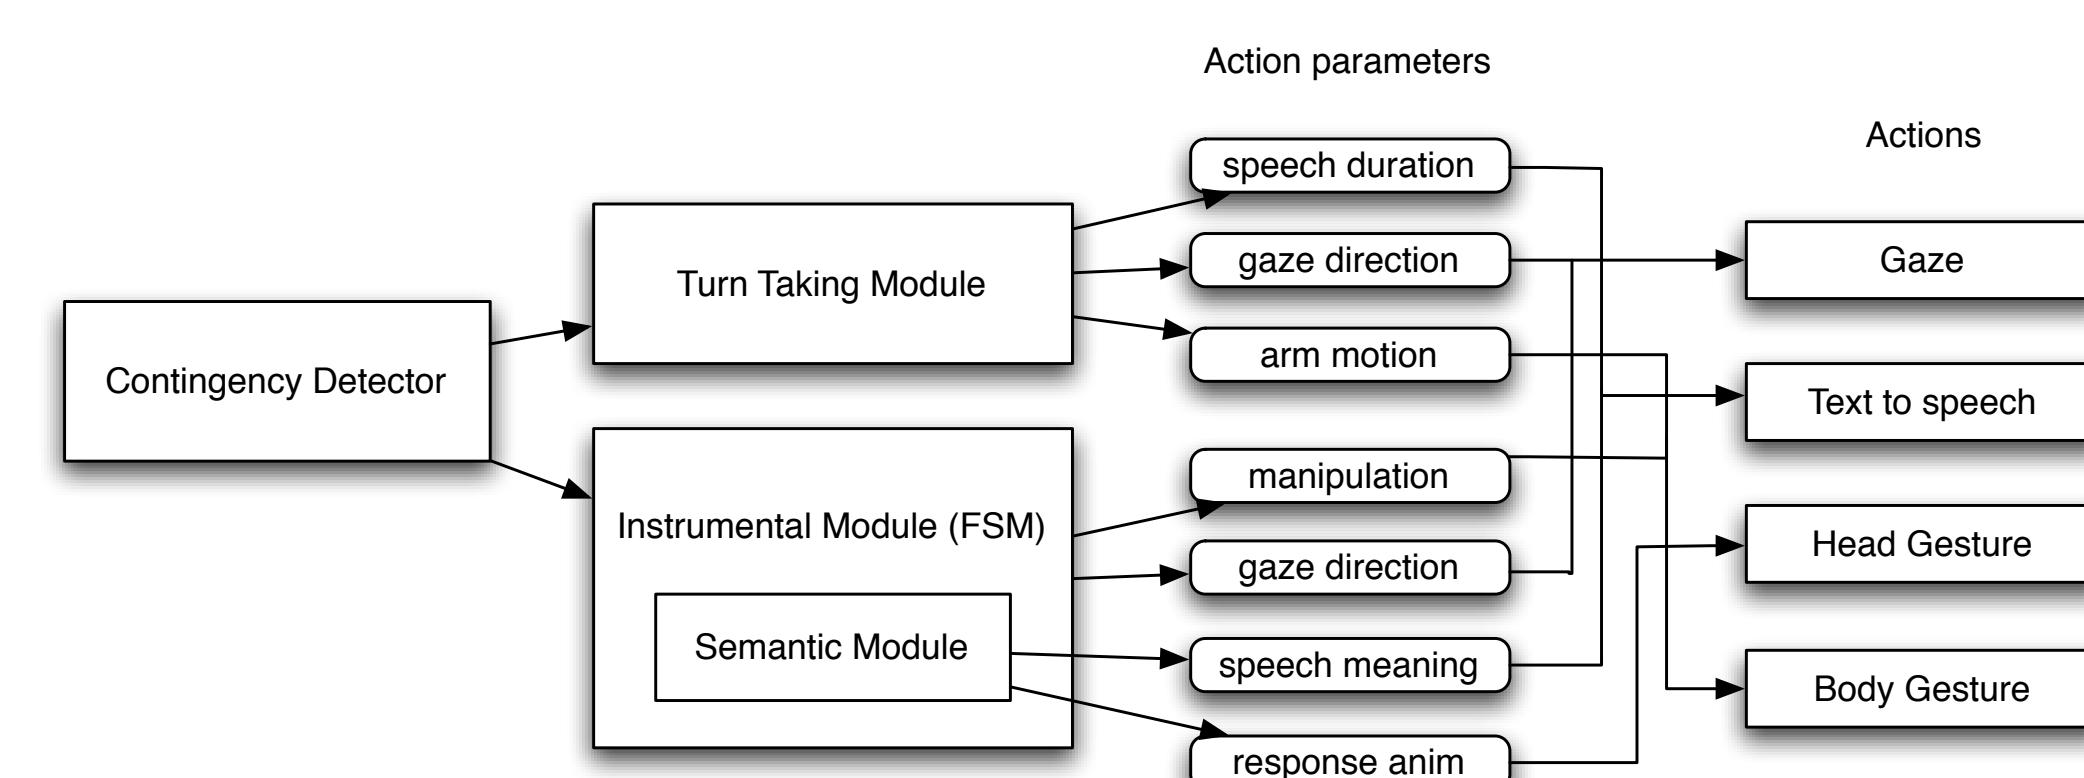 Action parameters
Actions
speech duration
gaze direction
arm motion
manipulation
gaze direction
speech meaning
response anim
Turn Taking Module
Contingency Detector
Instrumental Module (FSM)
Semantic Module
Gaze
Text to speech
Head Gesture
Body Gesture